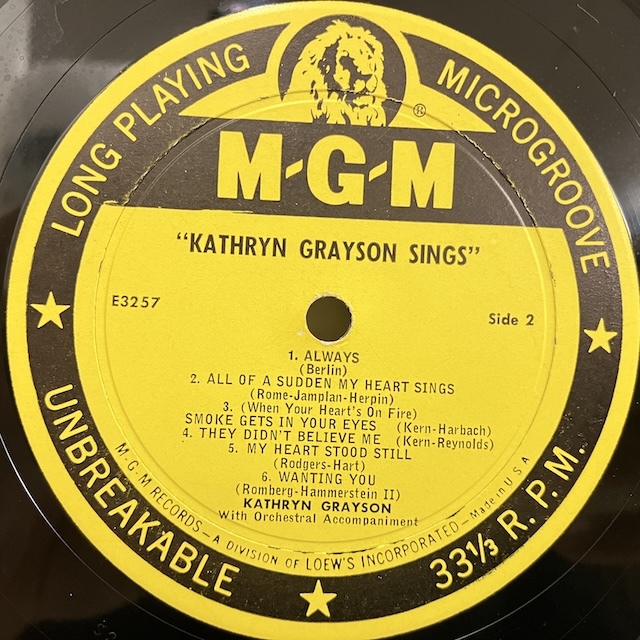 LONG PLAYING MICROGROOVE
®
M-G-M
"KATHRYN GRAYSON SINGS"
E3257
Side 2
1. ALWAYS
(Berlin)
2. ALL OF A SUDDEN MY HEART SINGS
(Rome-Jamplan-Herpin)
3. (When Your Heart's On Fire)
SMOKE GETS IN YOUR EYES (Kern-Harbach)
4. THEY DIDN'T BELIEVE ME (Kern-Reynolds)
5. MY HEART STOOD STILL
(Rodgers-Hart)
6. WANTING YOU
(Romberg-Hammerstein II)
KATHRYN GRAYSON
With Orchestral Accompaniment
M-G-M RECORDS—A DIVISION OF LOEW'S INCORPORATED—Made in U S A
UNBREAKABLE 33⅓ R. P. M.